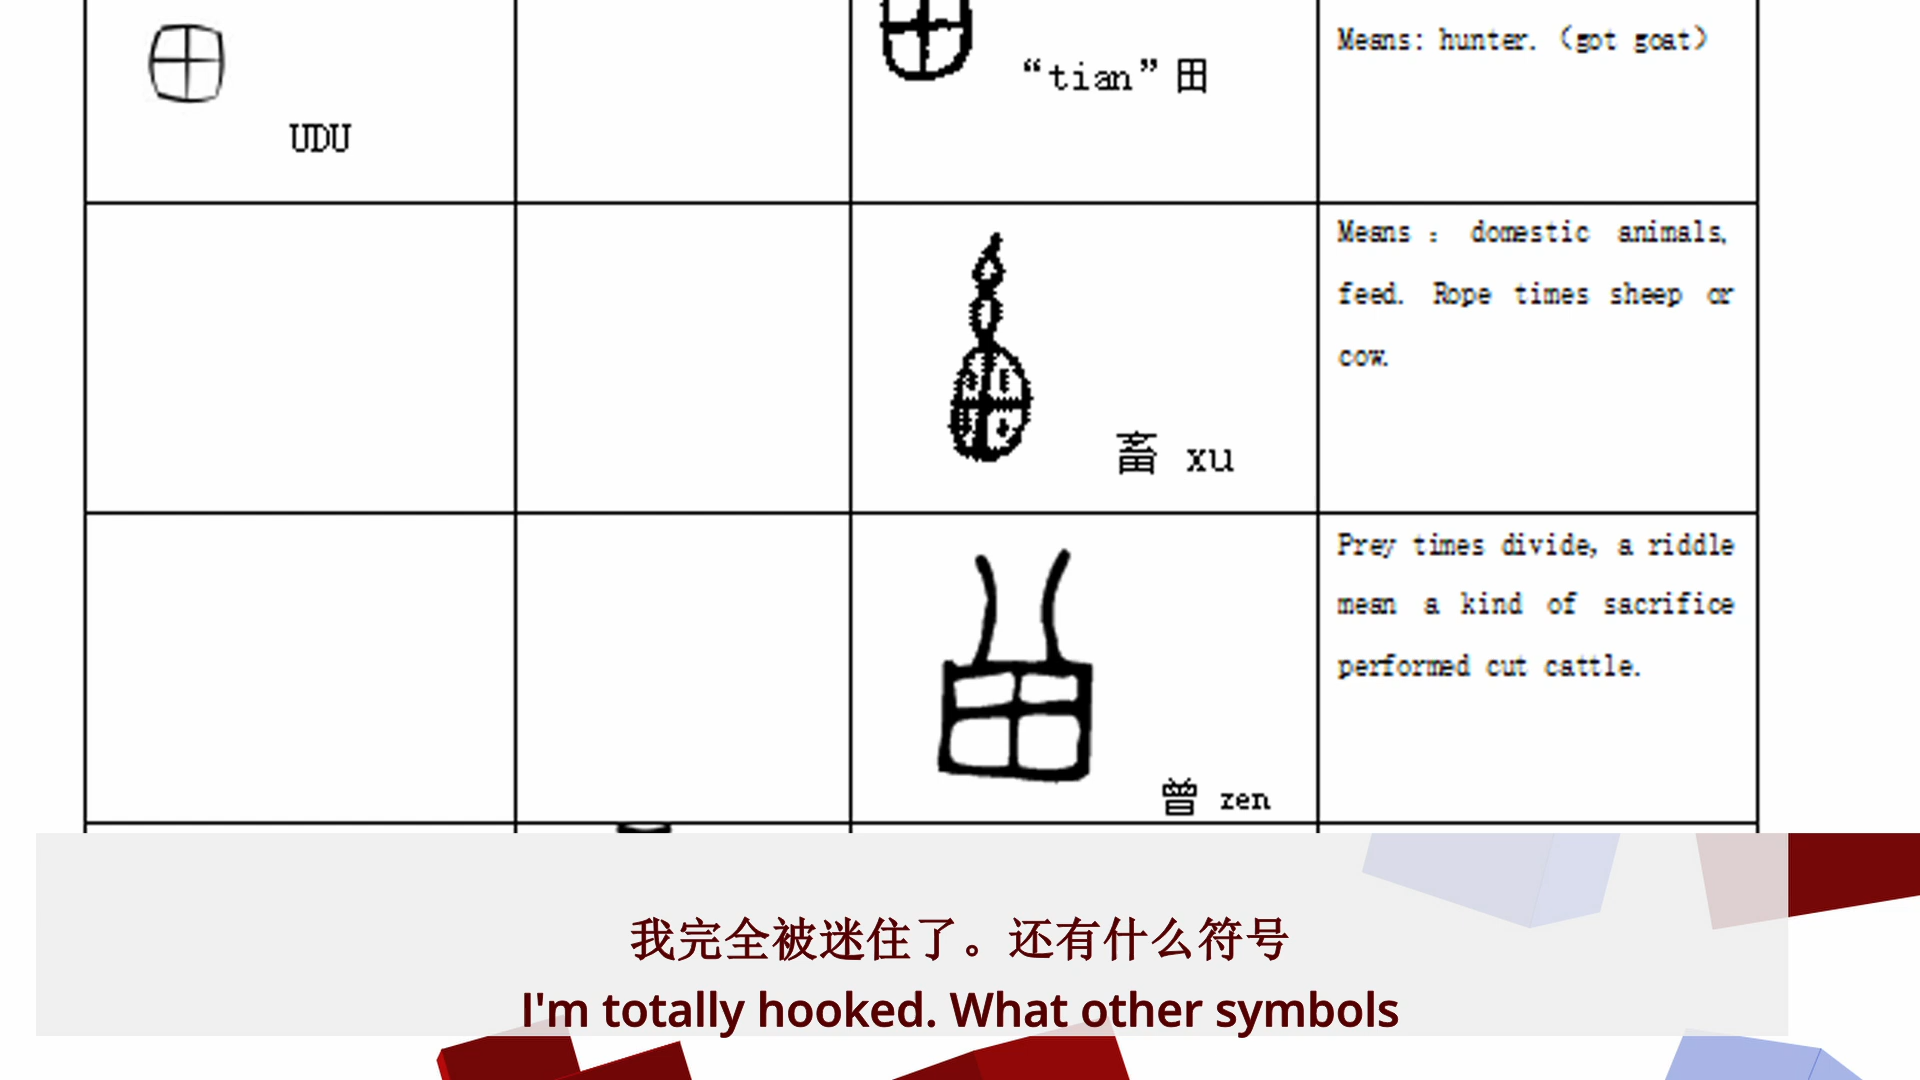 UDU
“tian”田
Means: hunter. (got goat)
畜 xu
Means : domestic animals,
feed. Rope times sheep or
cow.
曾 zen
Prey times divide, a riddle
mean a kind of sacrifice
performed cut cattle.
我完全被迷住了。还有什么符号
I'm totally hooked. What other symbols